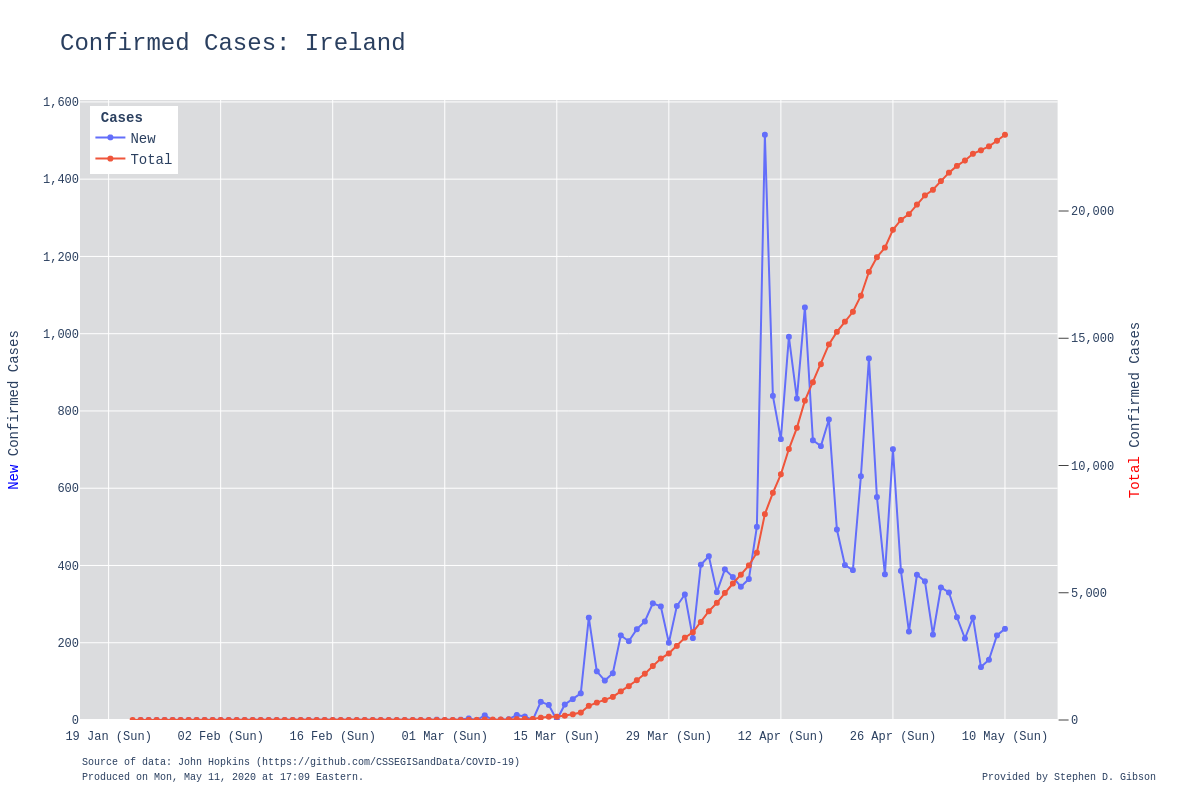 Confirmed Cases: Ireland
Cases
New
Total
1,600
1,400
1,200
1,000
800
600
400
200
0
New Confirmed Cases
20,000
15,000
10,000
5,000
0
Total Confirmed Cases
19 Jan (Sun) 02 Feb (Sun) 16 Feb (Sun) 01 Mar (Sun) 15 Mar (Sun) 29 Mar (Sun) 12 Apr (Sun) 26 Apr (Sun) 10 May (Sun)
Source of data: John Hopkins (https://github.com/CSSEGISandData/COVID-19)
Produced on Mon, May 11, 2020 at 17:09 Eastern.
Provided by Stephen D. Gibson